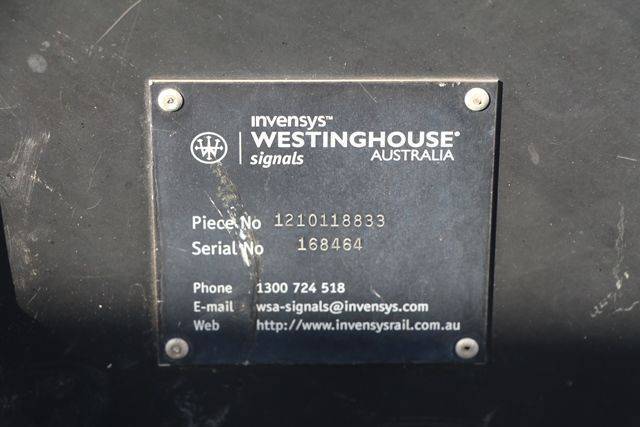 invensys™
WESTINGHOUSE®
signals AUSTRALIA
Piece No 1210118833
Serial No 168464
Phone 1300 724 518
E-mail wsa-signals@invensys.com
Web http://www.invensysrail.com.au